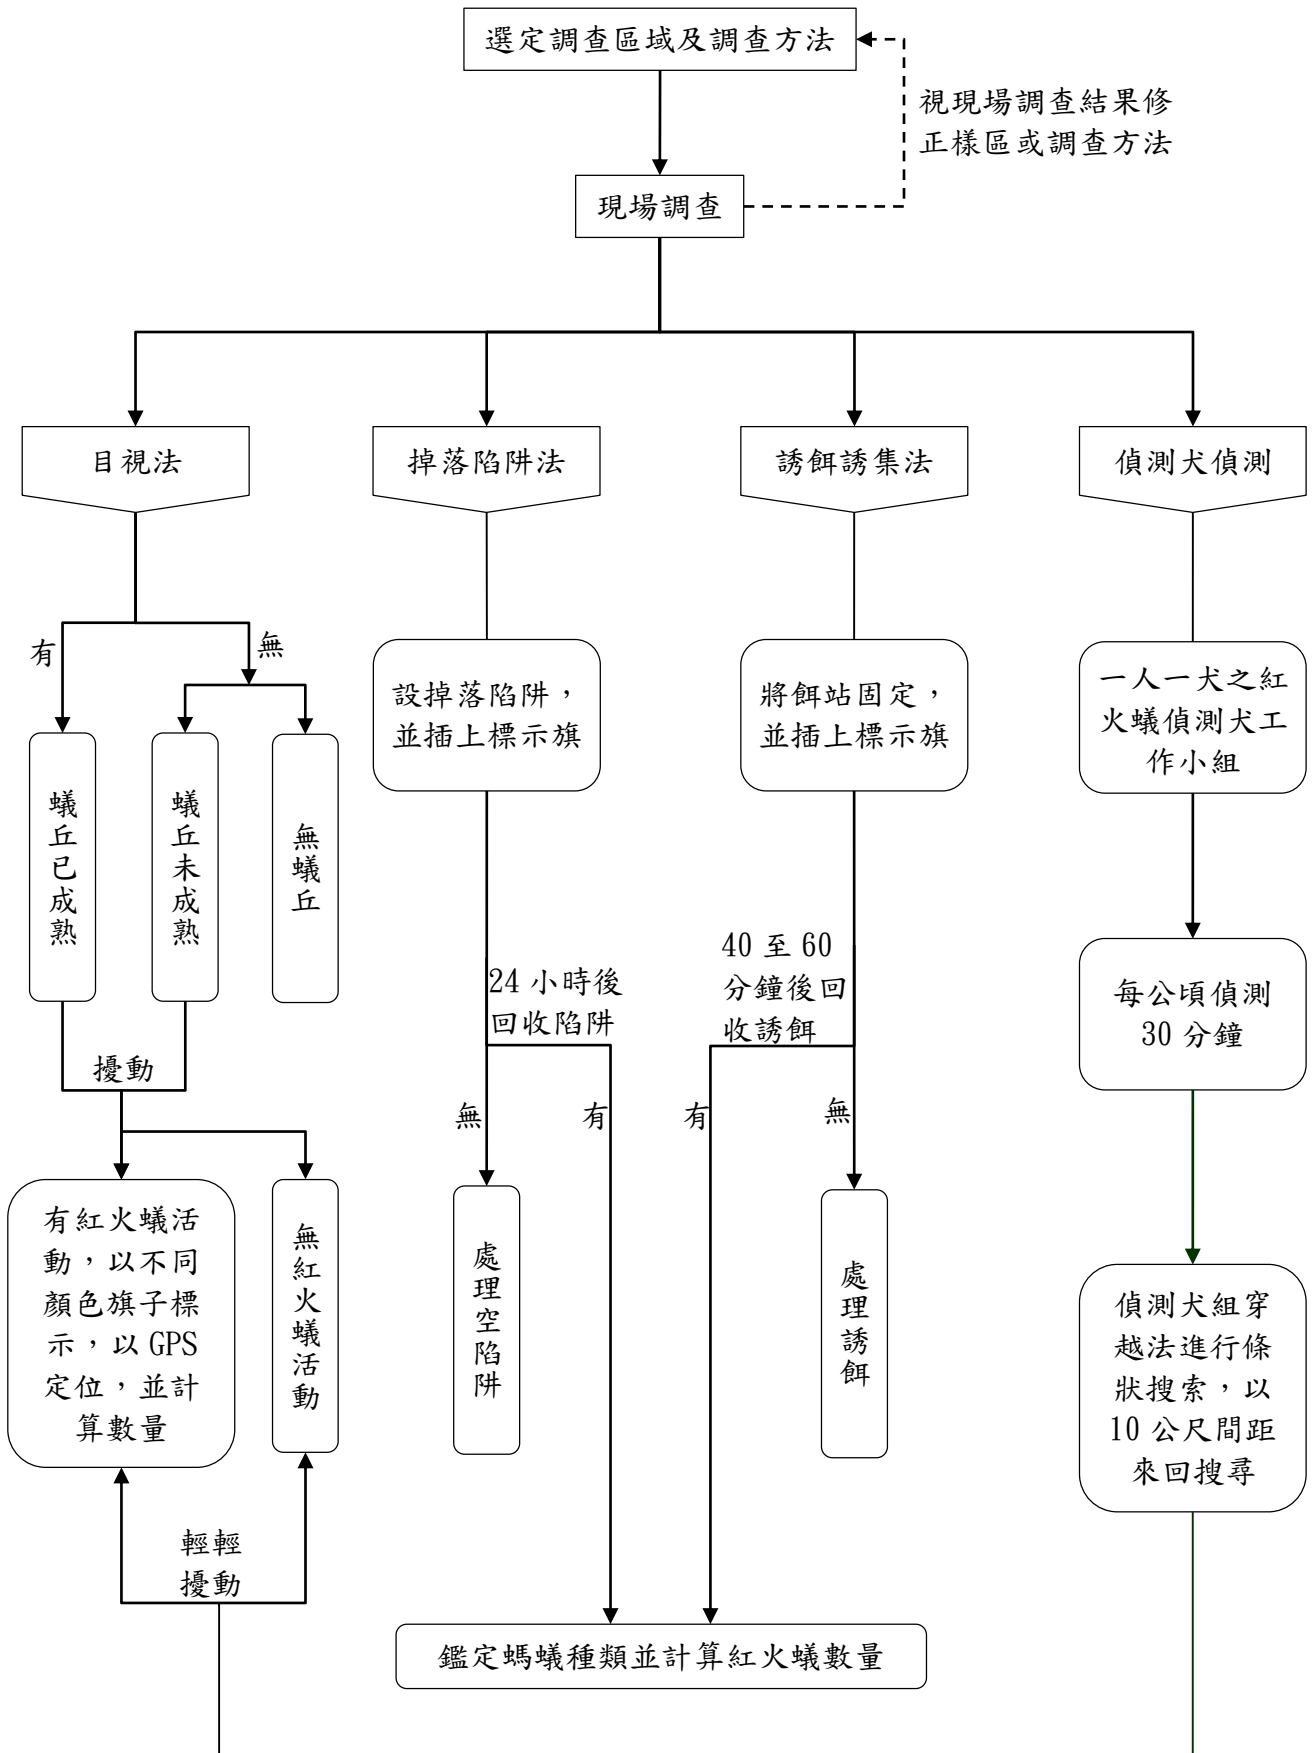 選定調查區域及調查方法
視現場調查結果修
正樣區或調查方法
現場調查
目視法
掉落陷阱法
誘餌誘集法
偵測犬偵測
有
無
設掉落陷阱，
並插上標示旗
將餌站固定，
並插上標示旗
一人一犬之紅
火蟻偵測犬工
作小組
蟻丘已成熟
蟻丘未成熟
無蟻丘
24 小時後
回收陷阱
40 至 60
分鐘後回
收誘餌
每公頃偵測
30 分鐘
擾動
無
有
有
無
有紅火蟻活
動，以不同
顏色旗子標
示，以 GPS
定位，並計
算數量
無紅火蟻活動
處理空陷阱
處理誘餌
偵測犬組穿
越法進行條
狀搜索，以
10 公尺間距
來回搜尋
輕輕
擾動
鑑定螞蟻種類並計算紅火蟻數量